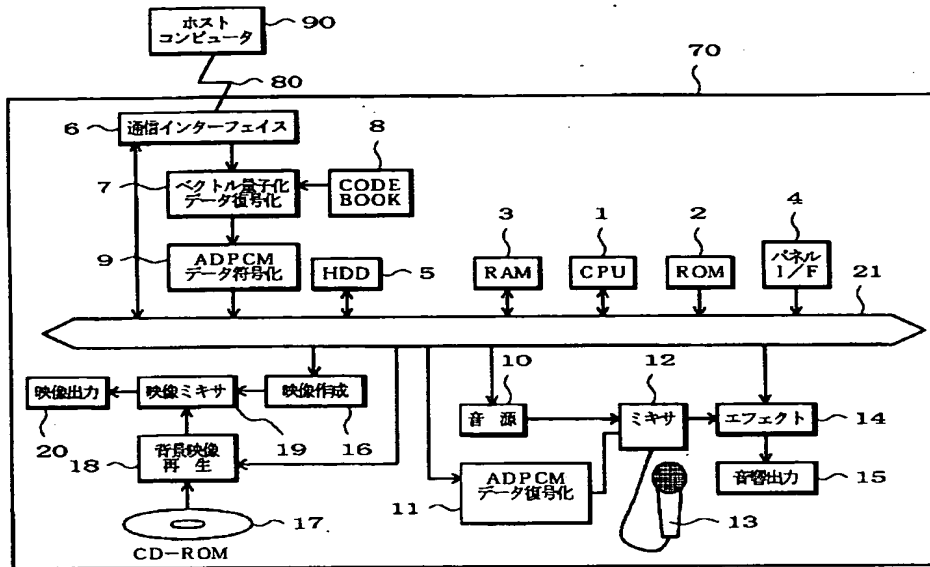 ホスト
コンピュータ
90
80
70
6
通信インターフェイス
8
7
ベクトル量子化
データ復号化
CODE
BOOK
3
1
2
4
9
ADPCM
データ符号化
HDD
5
RAM
CPU
ROM
パネル
I/F
21
10
12
映像出力
映像ミキサ
映像作成
音 源
ミキサ
エフェクト
14
20
19
16
18
背景映像
再 生
ADPCM
データ復号化
11
音響出力
15
17
13
CD-ROM